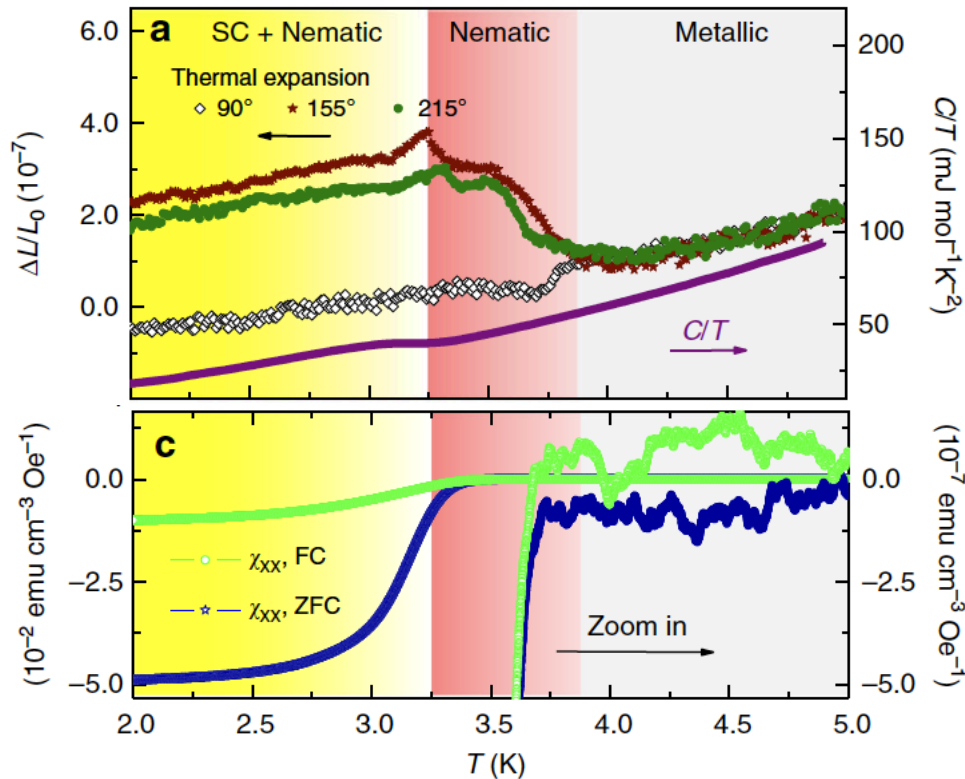 a SC + Nematic Nematic Metallic
Thermal expansion
90° 155° 215°
6.0
4.0
2.0
0.0
ΔL/L₀ (10⁻⁷)
200
150
100
50
C/T (mJ mol⁻¹K⁻²)
C/T
c
0.0
−2.5
−5.0
(10⁻² emu cm⁻³ Oe⁻¹)
χxx, FC
χxx, ZFC
Zoom in
0.0
−2.5
−5.0
(10⁻⁷ emu cm⁻³ Oe⁻¹)
2.0 2.5 3.0 3.5 4.0 4.5 5.0
T (K)